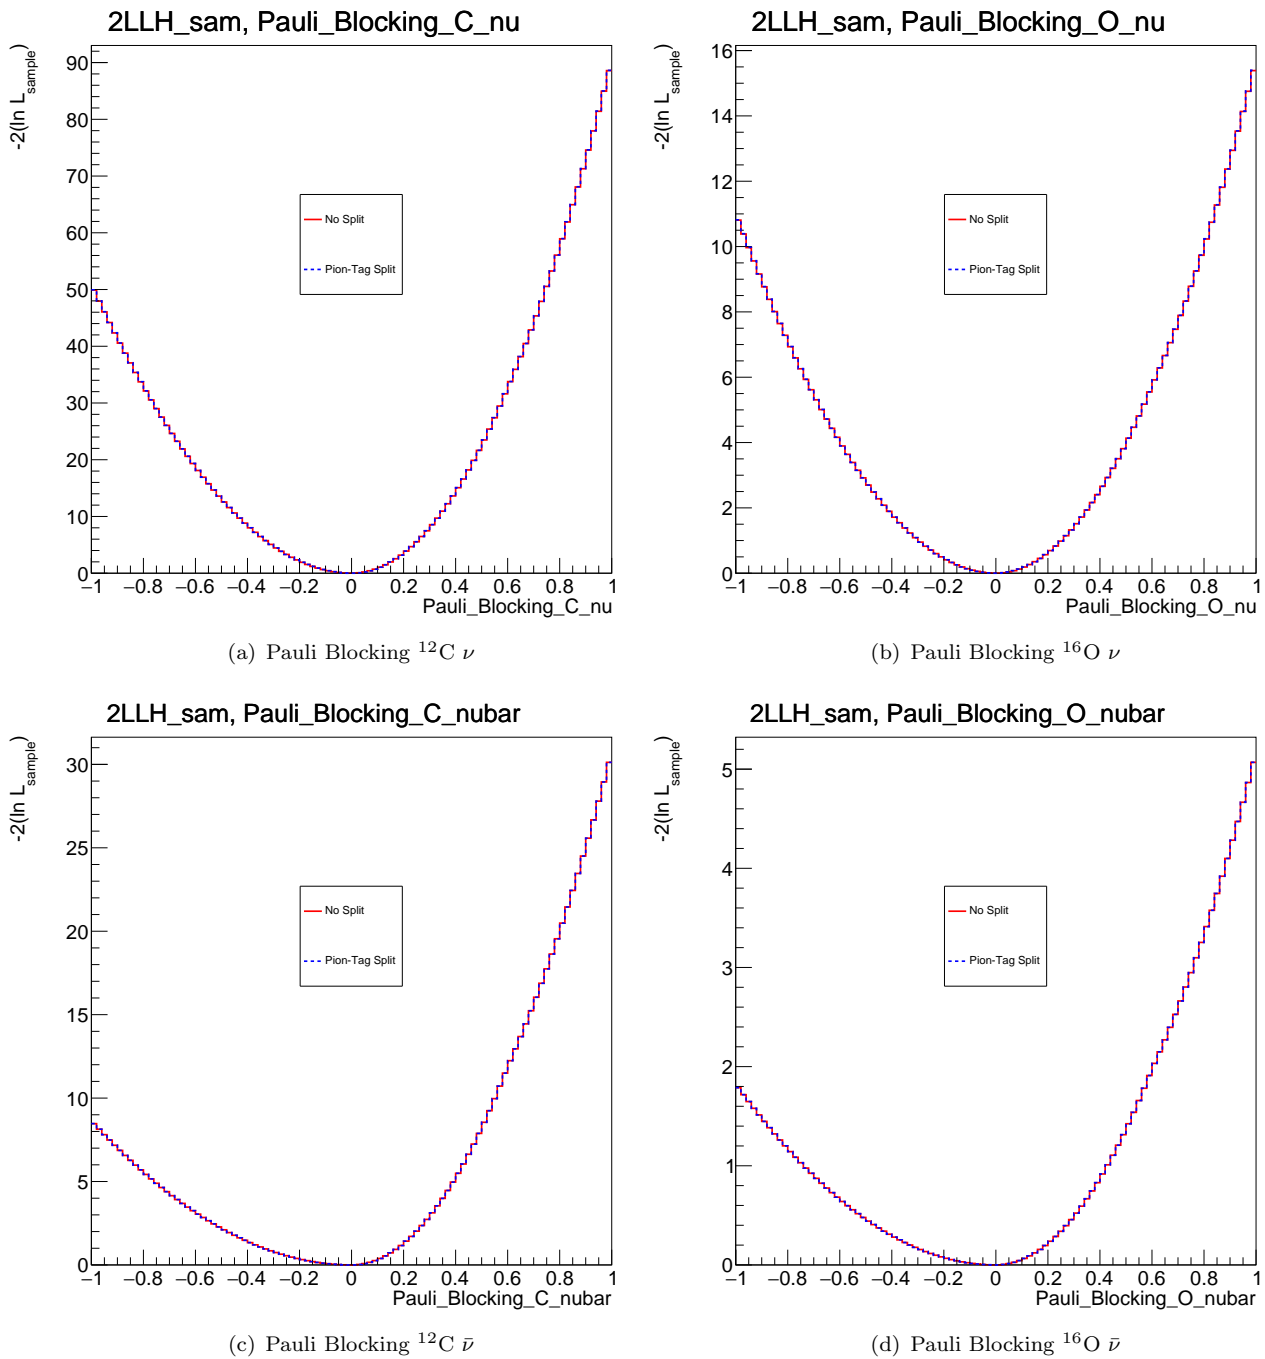 2LLH_sam, Pauli_Blocking_C_nu
-2(ln L_sample)
90
80
70
60
50
40
30
20
10
0
No Split
Pion-Tag Split
−1 −0.8 −0.6 −0.4 −0.2 0 0.2 0.4 0.6 0.8 1
Pauli_Blocking_C_nu
(a) Pauli Blocking ¹²C ν
2LLH_sam, Pauli_Blocking_O_nu
-2(ln L_sample)
16
14
12
10
8
6
4
2
0
No Split
Pion-Tag Split
−1 −0.8 −0.6 −0.4 −0.2 0 0.2 0.4 0.6 0.8 1
Pauli_Blocking_O_nu
(b) Pauli Blocking ¹⁶O ν
2LLH_sam, Pauli_Blocking_C_nubar
-2(ln L_sample)
30
25
20
15
10
5
0
No Split
Pion-Tag Split
−1 −0.8 −0.6 −0.4 −0.2 0 0.2 0.4 0.6 0.8 1
Pauli_Blocking_C_nubar
(c) Pauli Blocking ¹²C ν̄
2LLH_sam, Pauli_Blocking_O_nubar
-2(ln L_sample)
5
4
3
2
1
0
No Split
Pion-Tag Split
−1 −0.8 −0.6 −0.4 −0.2 0 0.2 0.4 0.6 0.8 1
Pauli_Blocking_O_nubar
(d) Pauli Blocking ¹⁶O ν̄